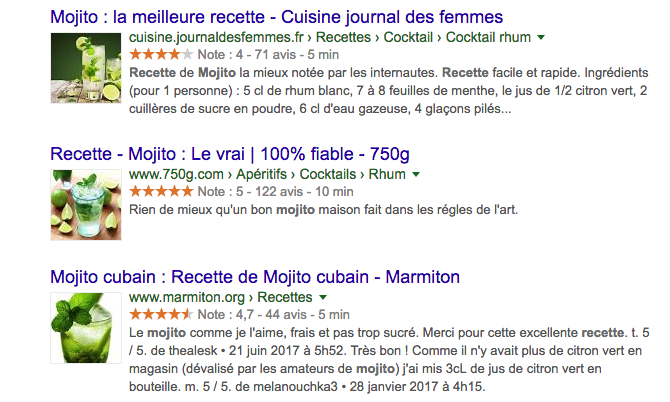 Mojito : la meilleure recette - Cuisine journal des femmes
cuisine.journaldesfemmes.fr › Recettes › Cocktail › Cocktail rhum
Note : 4 - 71 avis - 5 min
Recette de Mojito la mieux notée par les internautes. Recette facile et rapide. Ingrédients
(pour 1 personne) : 5 cl de rhum blanc, 7 à 8 feuilles de menthe, le jus de 1/2 citron vert, 2
cuillères de sucre en poudre, 6 cl d'eau gazeuse, 4 glaçons pilés...
Recette - Mojito : Le vrai | 100% fiable - 750g
www.750g.com › Apéritifs › Cocktails › Rhum
Note : 5 - 122 avis - 10 min
Rien de mieux qu'un bon mojito maison fait dans les régles de l'art.
Mojito cubain : Recette de Mojito cubain - Marmiton
www.marmiton.org › Recettes
Note : 4,7 - 44 avis - 5 min
Le mojito comme je l'aime, frais et pas trop sucré. Merci pour cette excellente recette. t. 5
/ 5. de thealesk • 21 juin 2017 à 5h52. Très bon ! Comme il n'y avait plus de citron vert en
magasin (dévalisé par les amateurs de mojito) j'ai mis 3cL de jus de citron vert en
bouteille. m. 5 / 5. de melanouchka3 • 28 janvier 2017 à 4h15.